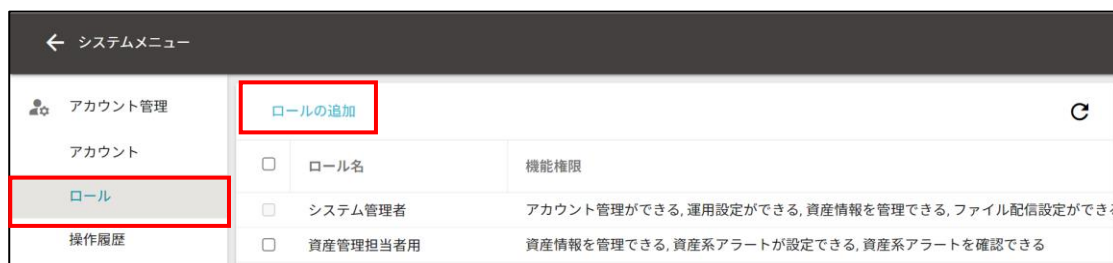 ← システムメニュー
アカウント管理
アカウント
ロール
操作履歴
ロールの追加
ロール名 機能権限
システム管理者 アカウント管理ができる, 運用設定ができる, 資産情報を管理できる, ファイル配信設定ができ
資産管理担当者用 資産情報を管理できる, 資産系アラートが設定できる, 資産系アラートを確認できる